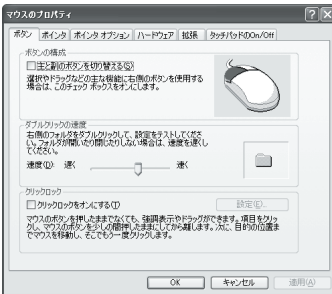 マウスのプロパティ
ボタン ポインタ ポインタ オプション ハードウェア 拡張 タッチパッドのOn/Off
ボタンの構成
主と副のボタンを切り替える(S)
選択やドラッグなどの主な機能に右側のボタンを使用する
場合は、このチェック ボックスをオンにします。
ダブルクリックの速度
右側のフォルダをダブルクリックして、設定をテストしてくださ
い。フォルダが開いたり閉じたりしない場合は、速度を遅くし
てください。
速度(D): 遅く 速く
クリックロック
クリックロックをオンにする(T) 設定(E)...
マウスのボタンを押したままでなくても、強調表示やドラッグができます。項目をクリッ
クし、マウスのボタンを少しの間押したままにしてから離します。次に、目的の位置ま
でマウスを移動し、そこでもう一度クリックします。
OK キャンセル 適用(A)